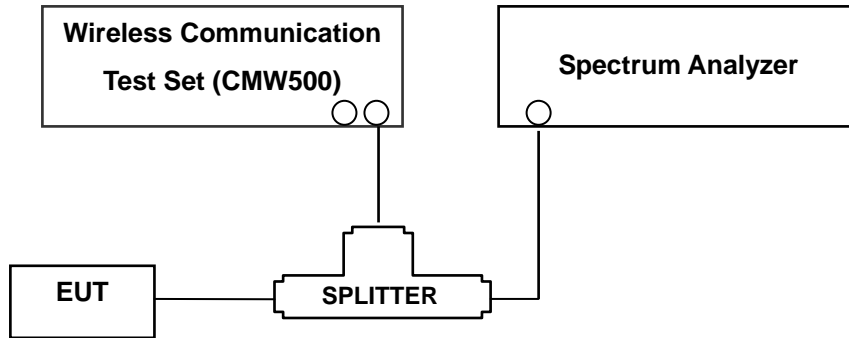 Wireless Communication
Test Set (CMW500)
Spectrum Analyzer
EUT
SPLITTER